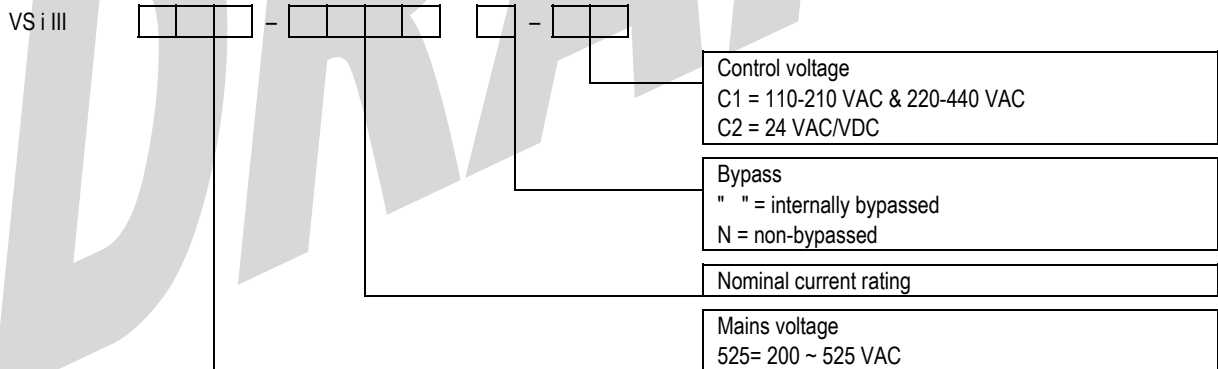 VS i III – –
Control voltage
C1 = 110-210 VAC & 220-440 VAC
C2 = 24 VAC/VDC
Bypass
" " = internally bypassed
N = non-bypassed
Nominal current rating
Mains voltage
525= 200 ~ 525 VAC